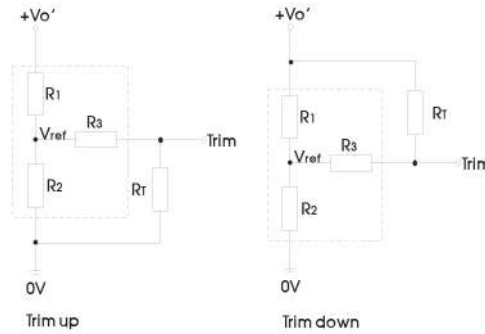 +Vo'
R1
Vref
R3
Trim
R2
RT
0V
Trim up
+Vo'
R1
RT
Vref
R3
Trim
R2
0V
Trim down